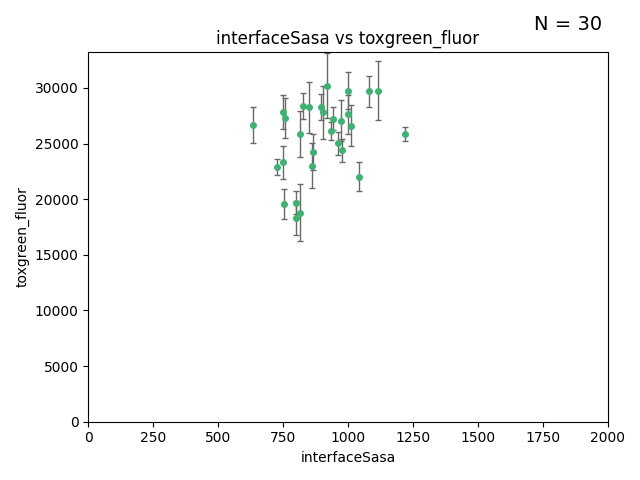 N = 30
interfaceSasa vs toxgreen_fluor
30000
25000
20000
15000
10000
5000
0
toxgreen_fluor
0 250 500 750 1000 1250 1500 1750 2000
interfaceSasa